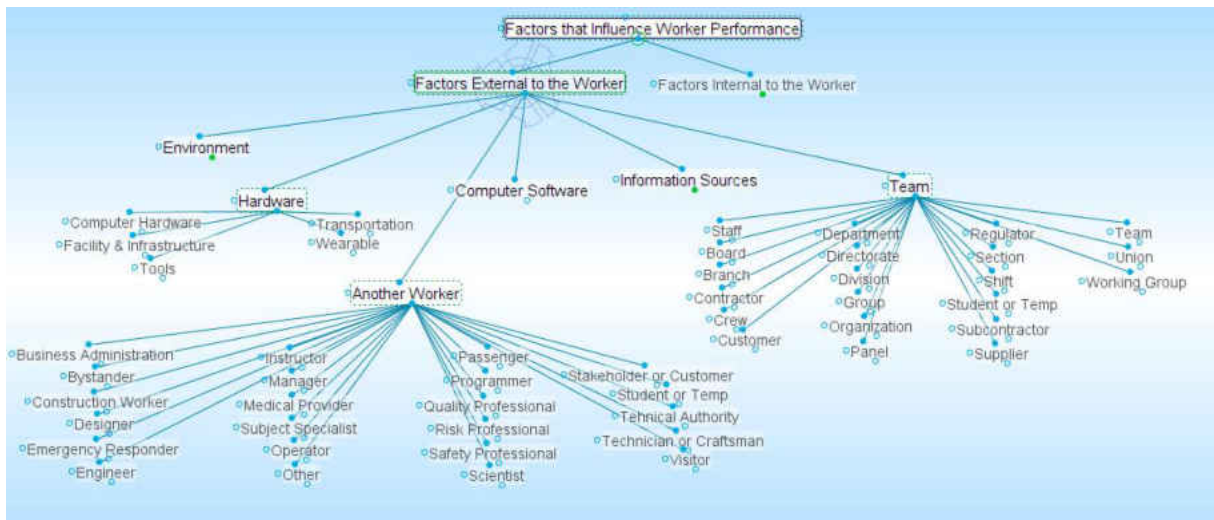 Factors that Influence Worker Performance
Factors External to the Worker
Factors Internal to the Worker
Environment
Hardware
Computer Software
Information Sources
Team
Computer Hardware
Facility & Infrastructure
Tools
Transportation
Wearable
Another Worker
Staff
Board
Branch
Contractor
Crew
Customer
Department
Directorate
Division
Group
Organization
Panel
Regulator
Section
Shift
Student or Temp
Subcontractor
Supplier
Team
Union
Working Group
Business Administration
Bystander
Construction Worker
Designer
Emergency Responder
Engineer
Instructor
Manager
Medical Provider
Subject Specialist
Operator
Other
Passenger
Programmer
Quality Professional
Risk Professional
Safety Professional
Scientist
Stakeholder or Customer
Student or Temp
Tehnical Authority
Technician or Craftsman
Visitor